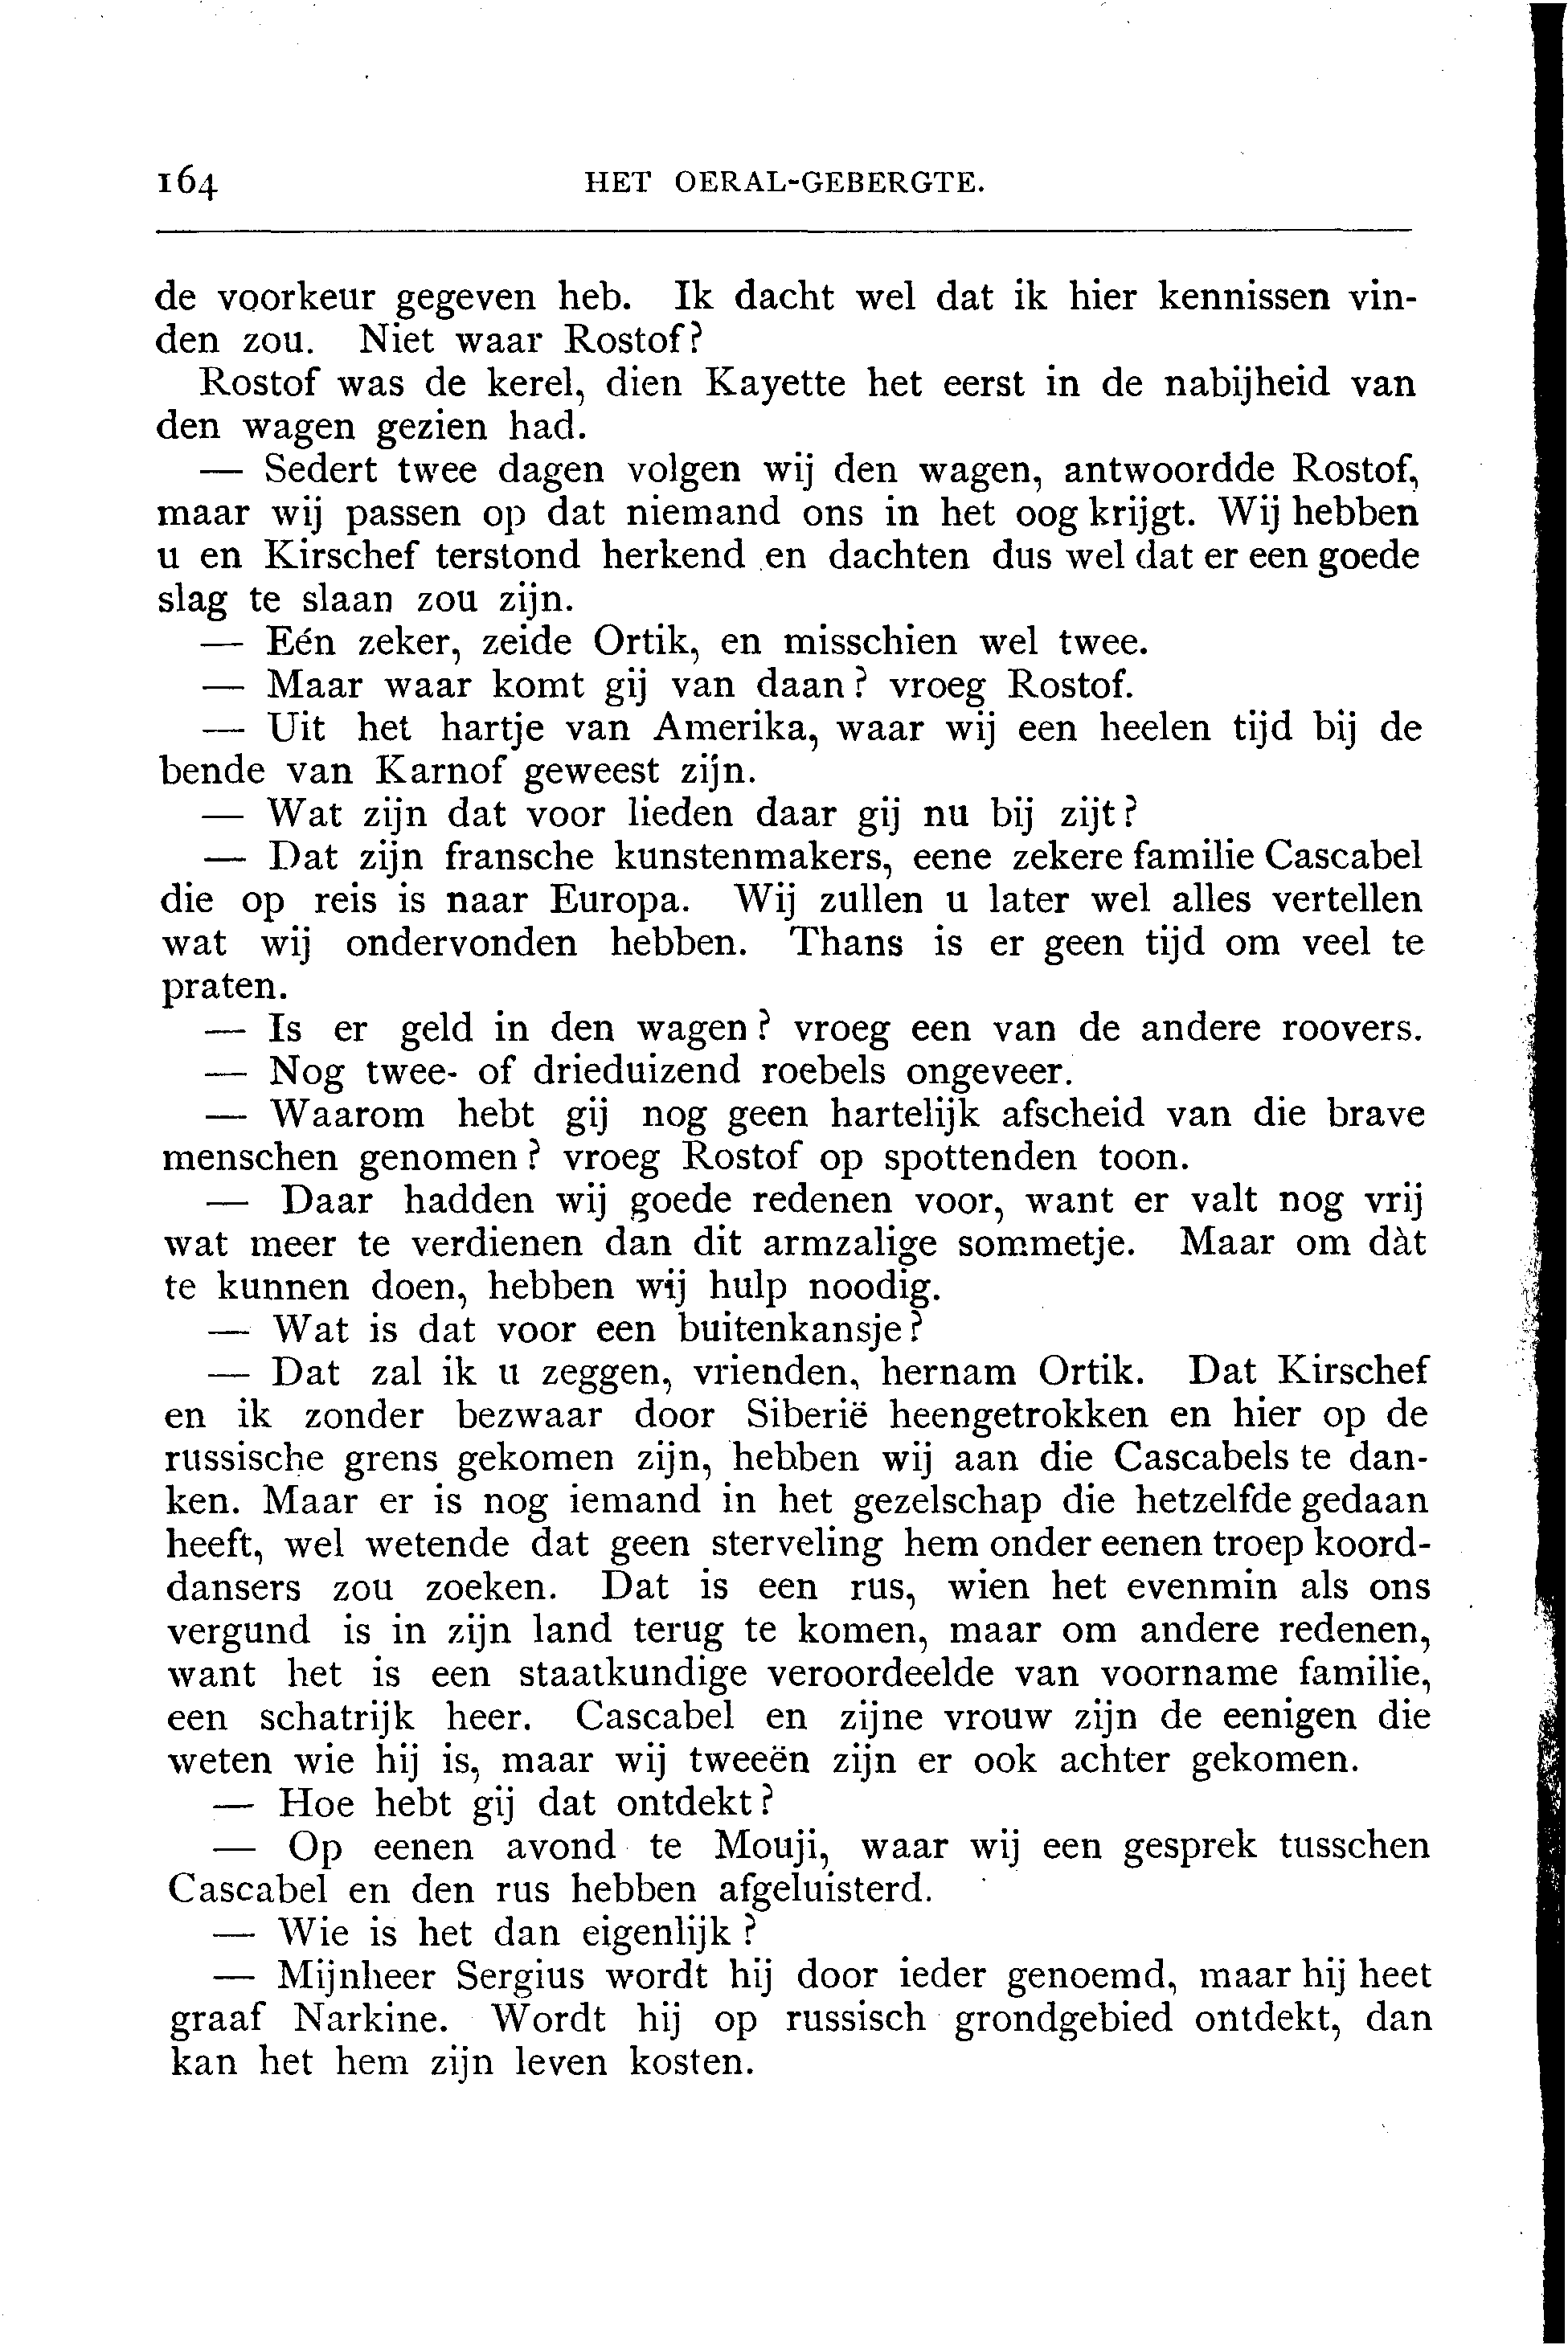 164 HET OERAL-GEBERGTE.
de voorkeur gegeven heb. Ik dacht wel dat ik hier kennissen vin-
den zou. Niet waar Rostof?
Rostof was de kerel, dien Kayette het eerst in de nabijheid van
den wagen gezien had.
— Sedert twee dagen volgen wij den wagen, antwoordde Rostof,
maar wij passen op dat niemand ons in het oog krijgt. Wij hebben
u en Kirschef terstond herkend en dachten dus wel dat er een goede
slag te slaan zou zijn.
— Eén zeker, zeide Ortik, en misschien wel twee.
— Maar waar komt gij van daan? vroeg Rostof.
— Uit het hartje van Amerika, waar wij een heelen tijd bij de
bende van Karnof geweest zijn.
— Wat zijn dat voor lieden daar gij nu bij zijt?
— Dat zijn fransche kunstenmakers, eene zekere familie Cascabel
die op reis is naar Europa. Wij zullen u later wel alles vertellen
wat wij ondervonden hebben. Thans is er geen tijd om veel te
praten.
— Is er geld in den wagen? vroeg een van de andere roovers.
— Nog twee- of drieduizend roebels ongeveer.
— Waarom hebt gij nog geen hartelijk afscheid van die brave
menschen genomen? vroeg Rostof op spottenden toon.
— Daar hadden wij goede redenen voor, want er valt nog vrij
wat meer te verdienen dan dit armzalige sommetje. Maar om dàt
te kunnen doen, hebben wij hulp noodig.
— Wat is dat voor een buitenkansje?
— Dat zal ik u zeggen, vrienden, hernam Ortik. Dat Kirschef
en ik zonder bezwaar door Siberië heengetrokken en hier op de
russische grens gekomen zijn, hebben wij aan die Cascabels te dan-
ken. Maar er is nog iemand in het gezelschap die hetzelfde gedaan
heeft, wel wetende dat geen sterveling hem onder eenen troep koord-
dansers zou zoeken. Dat is een rus, wien het evenmin als ons
vergund is in zijn land terug te komen, maar om andere redenen,
want het is een staatkundige veroordeelde van voorname familie,
een schatrijk heer. Cascabel en zijne vrouw zijn de eenigen die
weten wie hij is, maar wij tweeën zijn er ook achter gekomen.
— Hoe hebt gij dat ontdekt?
— Op eenen avond te Mouji, waar wij een gesprek tusschen
Cascabel en den rus hebben afgeluisterd.
— Wie is het dan eigenlijk?
— Mijnheer Sergius wordt hij door ieder genoemd, maar hij heet
graaf Narkine. Wordt hij op russisch grondgebied ontdekt, dan
kan het hem zijn leven kosten.